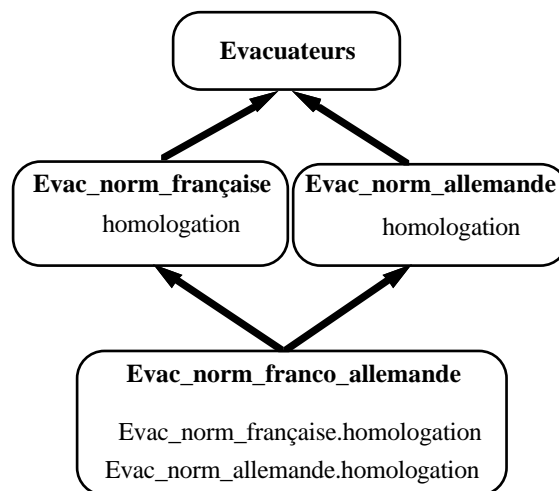 Evacuateurs
Evac_norm_française
homologation
Evac_norm_allemande
homologation
Evac_norm_franco_allemande
Evac_norm_française.homologation
Evac_norm_allemande.homologation